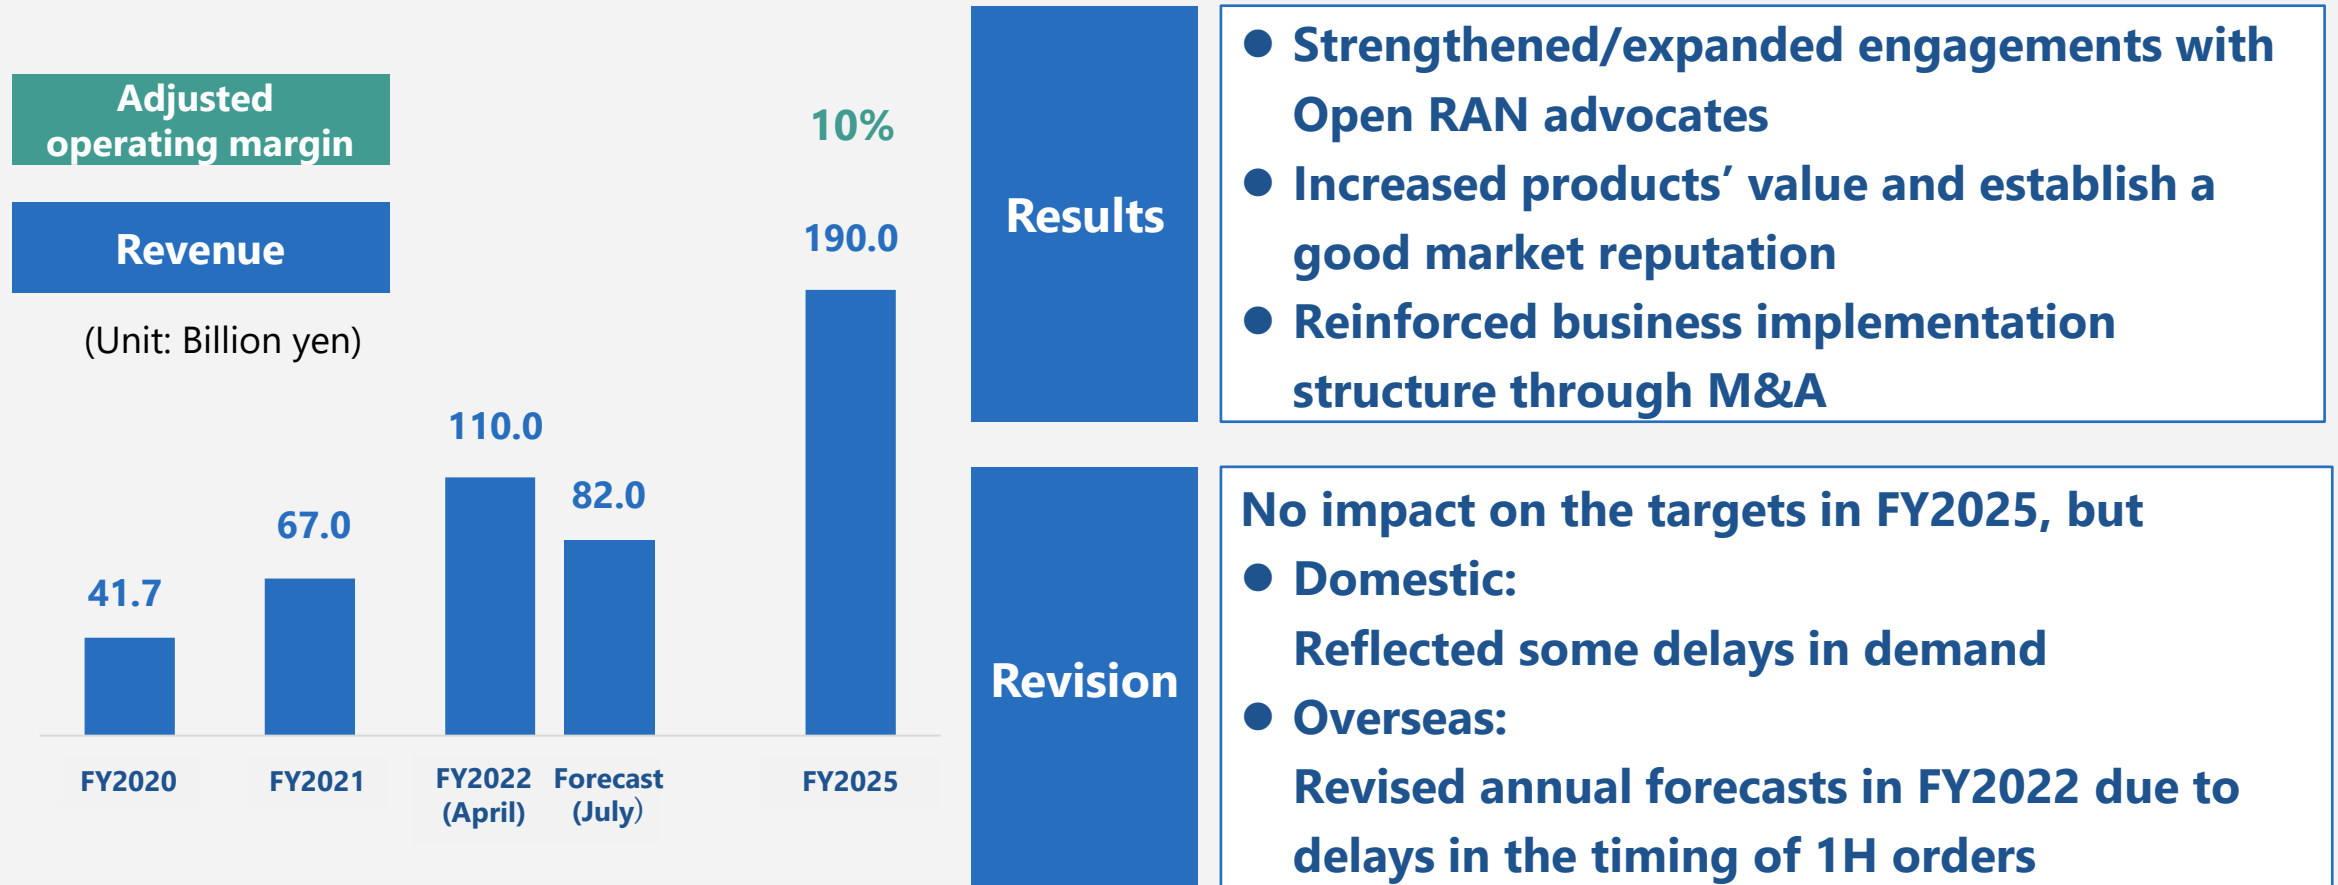 Adjusted
operating margin
Revenue
(Unit: Billion yen)
10%
190.0
110.0
82.0
67.0
41.7
FY2020
FY2021
FY2022
(April)
Forecast
(July）
FY2025
Results
● Strengthened/expanded engagements with
Open RAN advocates
● Increased products’ value and establish a
good market reputation
● Reinforced business implementation
structure through M&A
Revision
No impact on the targets in FY2025, but
● Domestic:
Reflected some delays in demand
● Overseas:
Revised annual forecasts in FY2022 due to
delays in the timing of 1H orders